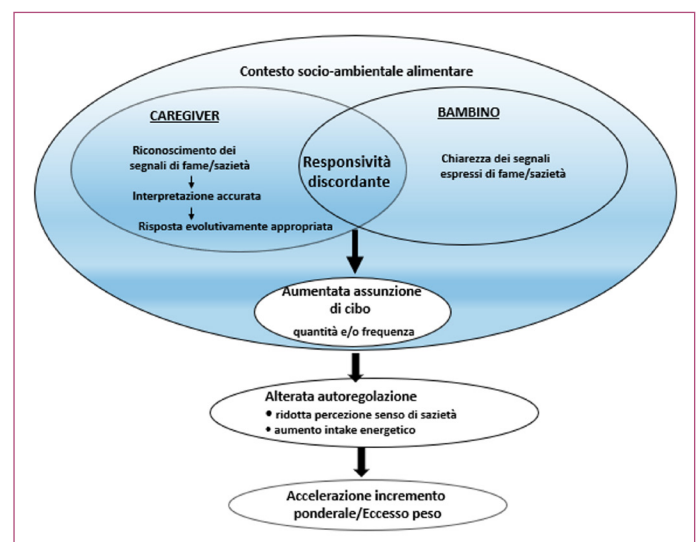 Contesto socio-ambientale alimentare
CAREGIVER
Riconoscimento dei
segnali di fame/sazietà
Interpretazione accurata
Risposta evolutivamente appropriata
Responsività
discordante
BAMBINO
Chiarezza dei segnali
espressi di fame/sazietà
Aumentata assunzione
di cibo
quantità e/o frequenza
Alterata autoregolazione
• ridotta percezione senso di sazietà
• aumento intake energetico
Accelerazione incremento
ponderale/Eccesso peso